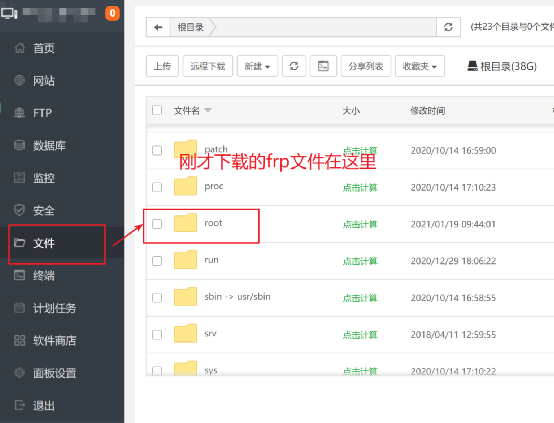 0
首页
网站
FTP
数据库
监控
安全
文件
终端
计划任务
软件商店
面板设置
退出
根目录
(共23个目录与0个文件
上传 远程下载 新建 分享列表 收藏夹 根目录(38G)
文件名 大小 修改时间
patch 点击计算 2020/10/14 16:59:00
刚才下载的frp文件在这里
proc 点击计算 2020/10/14 17:10:23
root 点击计算 2021/01/19 09:44:01
run 点击计算 2020/12/29 18:06:22
sbin -> usr/sbin 点击计算 2020/10/14 16:58:55
srv 点击计算 2018/04/11 12:59:55
sys 点击计算 2020/10/14 17:10:22